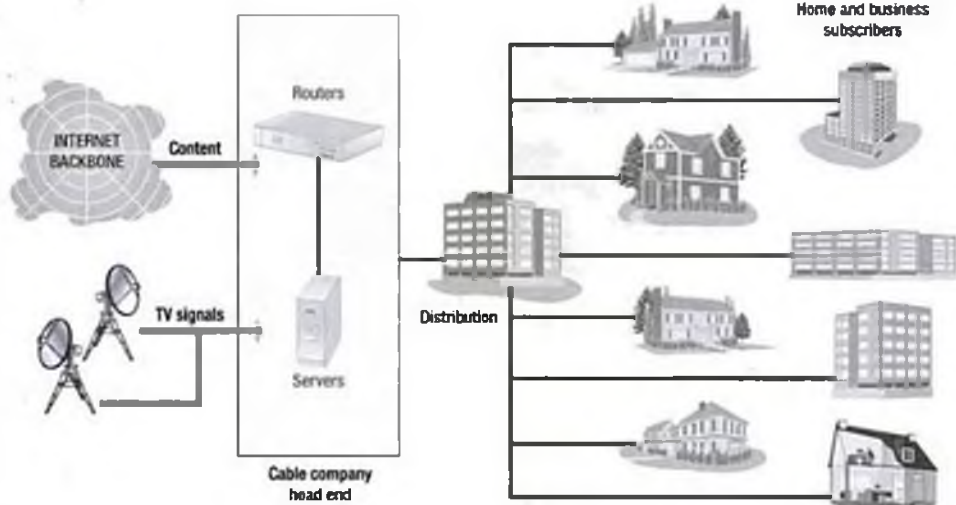 Home and business
subscribers
Routers
INTERNET
BACKBONE
Content
TV signals
Distribution
Servers
Cable company
head end